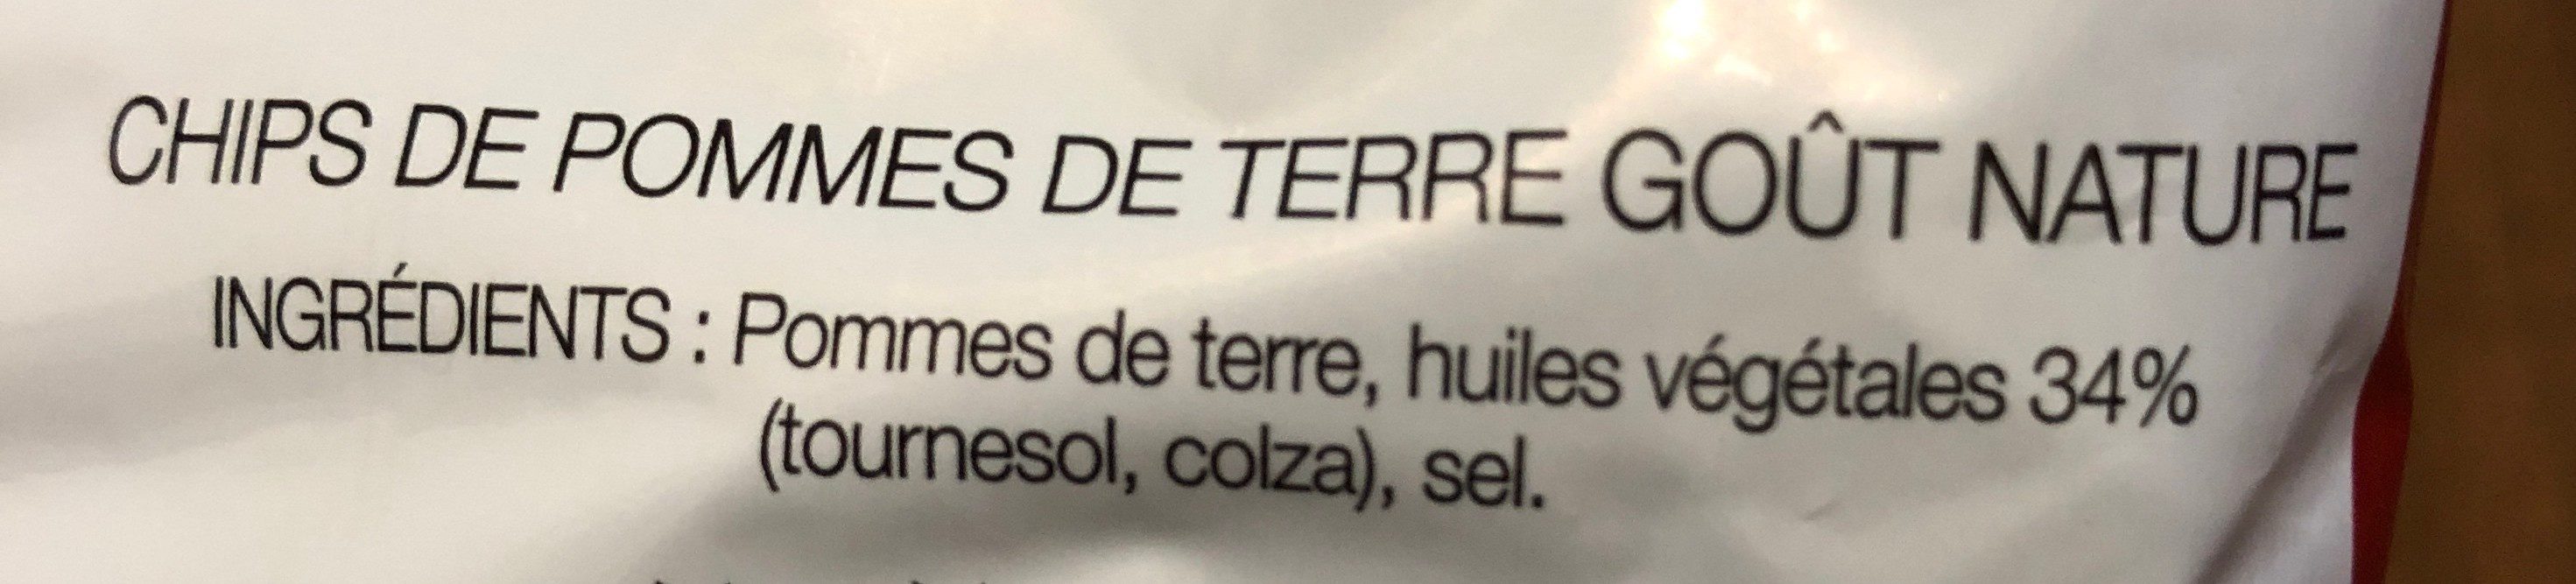 CHIPS DE POMMES DE TERRE GOÛT NATURE
INGRÉDIENTS : Pommes de terre, huiles végétales 34%
(tournesol, colza), sel.